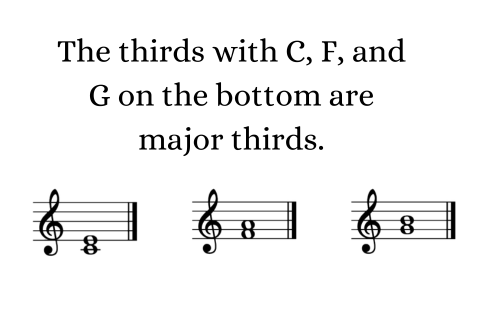 The thirds with C, F, and
G on the bottom are
major thirds.